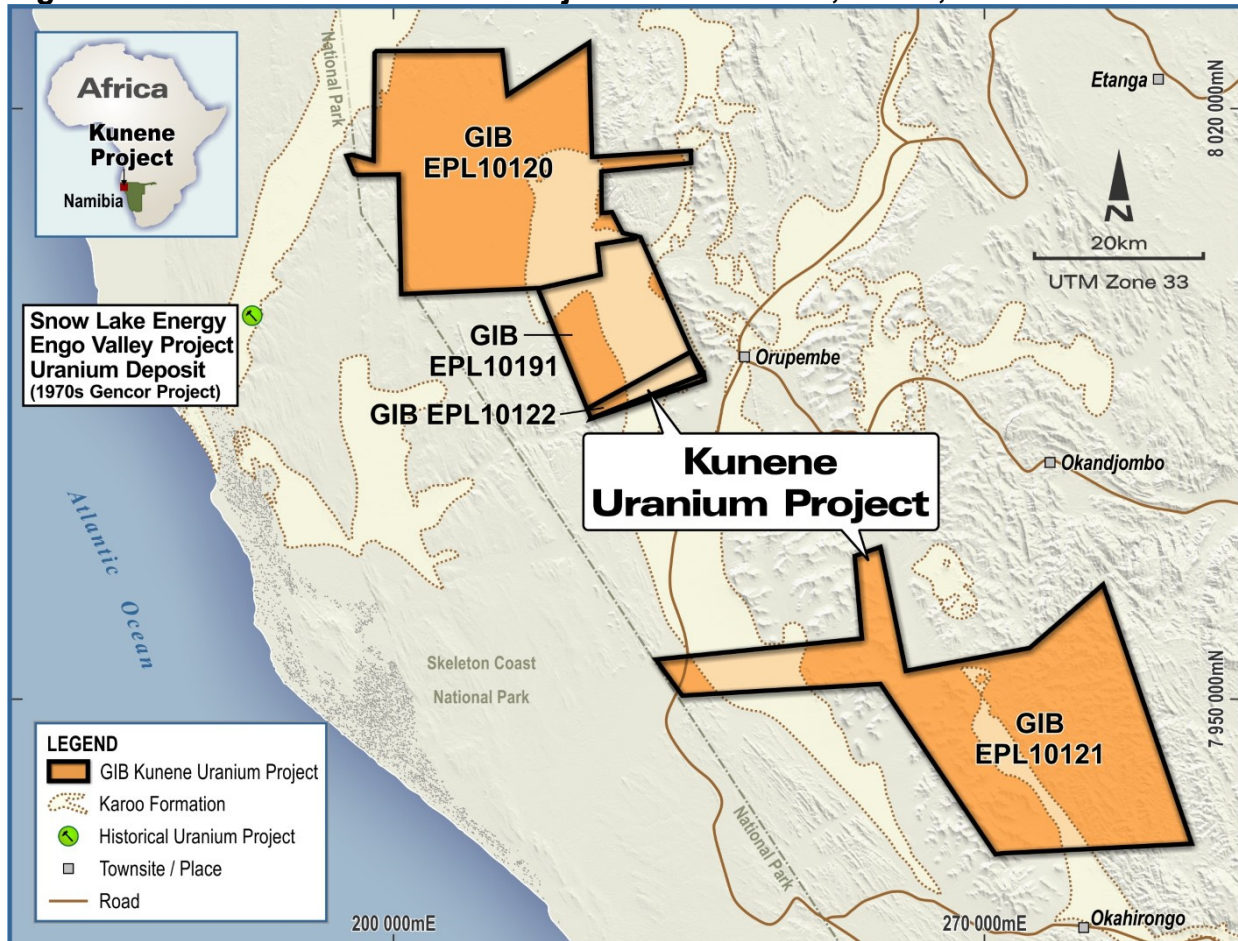 Africa
Kunene
Project
Namibia
National Park
GIB
EPL10120
Etanga
8 020 000mN
N
20km
UTM Zone 33
Snow Lake Energy
Engo Valley Project
Uranium Deposit
(1970s Gencor Project)
GIB
EPL10191
GIB EPL10122
Orupembe
Kunene
Uranium Project
Okandjombo
Atlantic
Ocean
Skeleton Coast
National Park
7 950 000mN
GIB
EPL10121
National Park
LEGEND
GIB Kunene Uranium Project
Karoo Formation
Historical Uranium Project
Townsite / Place
Road
200 000mE
270 000mE
Okahirongo